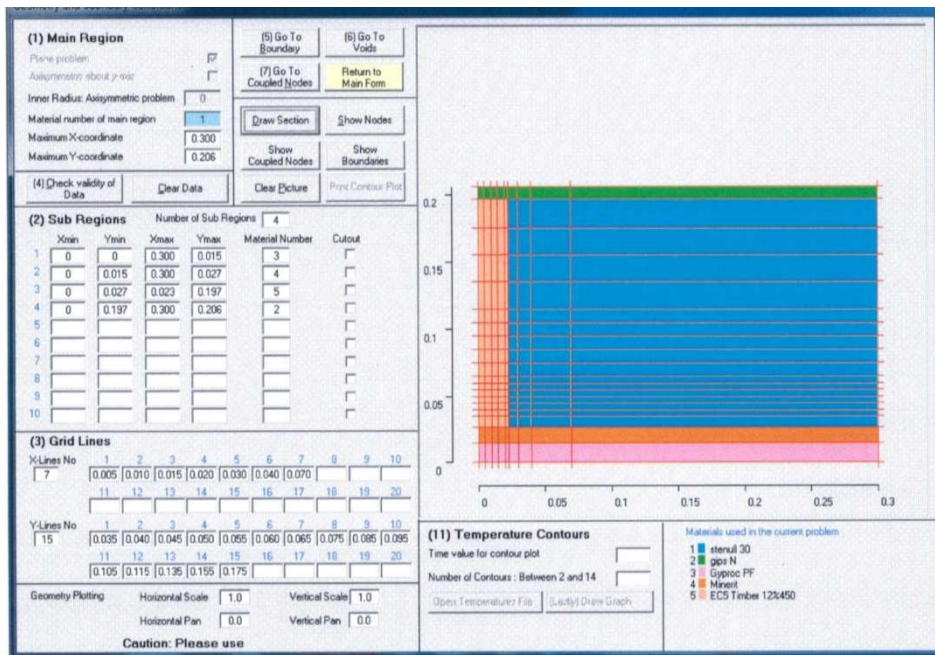 (1) Main Region
Plane problem
Axisymmetric about y-axis
Inner Radius: Axisymmetric problem 0
Material number of main region 1
Maximum X-coordinate 0.300
Maximum Y-coordinate 0.206
(5) Go To Boundary
(6) Go To Voids
(7) Go To Coupled Nodes
Return to Main Form
Draw Section
Show Nodes
Show Coupled Nodes
Show Boundaries
(4) Check validity of Data
Clear Data
Clear Picture
Print Contour Plot
(2) Sub Regions Number of Sub Regions 4
Xmin Ymin Xmax Ymax Material Number Cutout
1 0 0 0.300 0.015 3
2 0 0.015 0.300 0.027 4
3 0 0.027 0.023 0.197 5
4 0 0.197 0.300 0.206 2
5
6
7
8
9
10
(3) Grid Lines
X-Lines No 1 2 3 4 5 6 7 8 9 10
7 0.005 0.010 0.015 0.020 0.030 0.040 0.070
11 12 13 14 15 16 17 18 19 20
Y-Lines No 1 2 3 4 5 6 7 8 9 10
15 0.035 0.040 0.045 0.050 0.055 0.060 0.065 0.075 0.085 0.095
11 12 13 14 15 16 17 18 19 20
0.105 0.115 0.135 0.155 0.175
Geometry Plotting Horizontal Scale 1.0 Vertical Scale 1.0
Horizontal Pan 0.0 Vertical Pan 0.0
Caution: Please use
0.2
0.15
0.1
0.05
0
0 0.05 0.1 0.15 0.2 0.25 0.3
(11) Temperature Contours
Time value for contour plot
Number of Contours : Between 2 and 14
Open Temperatures File
(Lastly) Draw Graph
Materials used in the current problem
1 stenull 30
2 gips N
3 Gyproc PF
4 Minerit
5 EC5 Timber 12%450